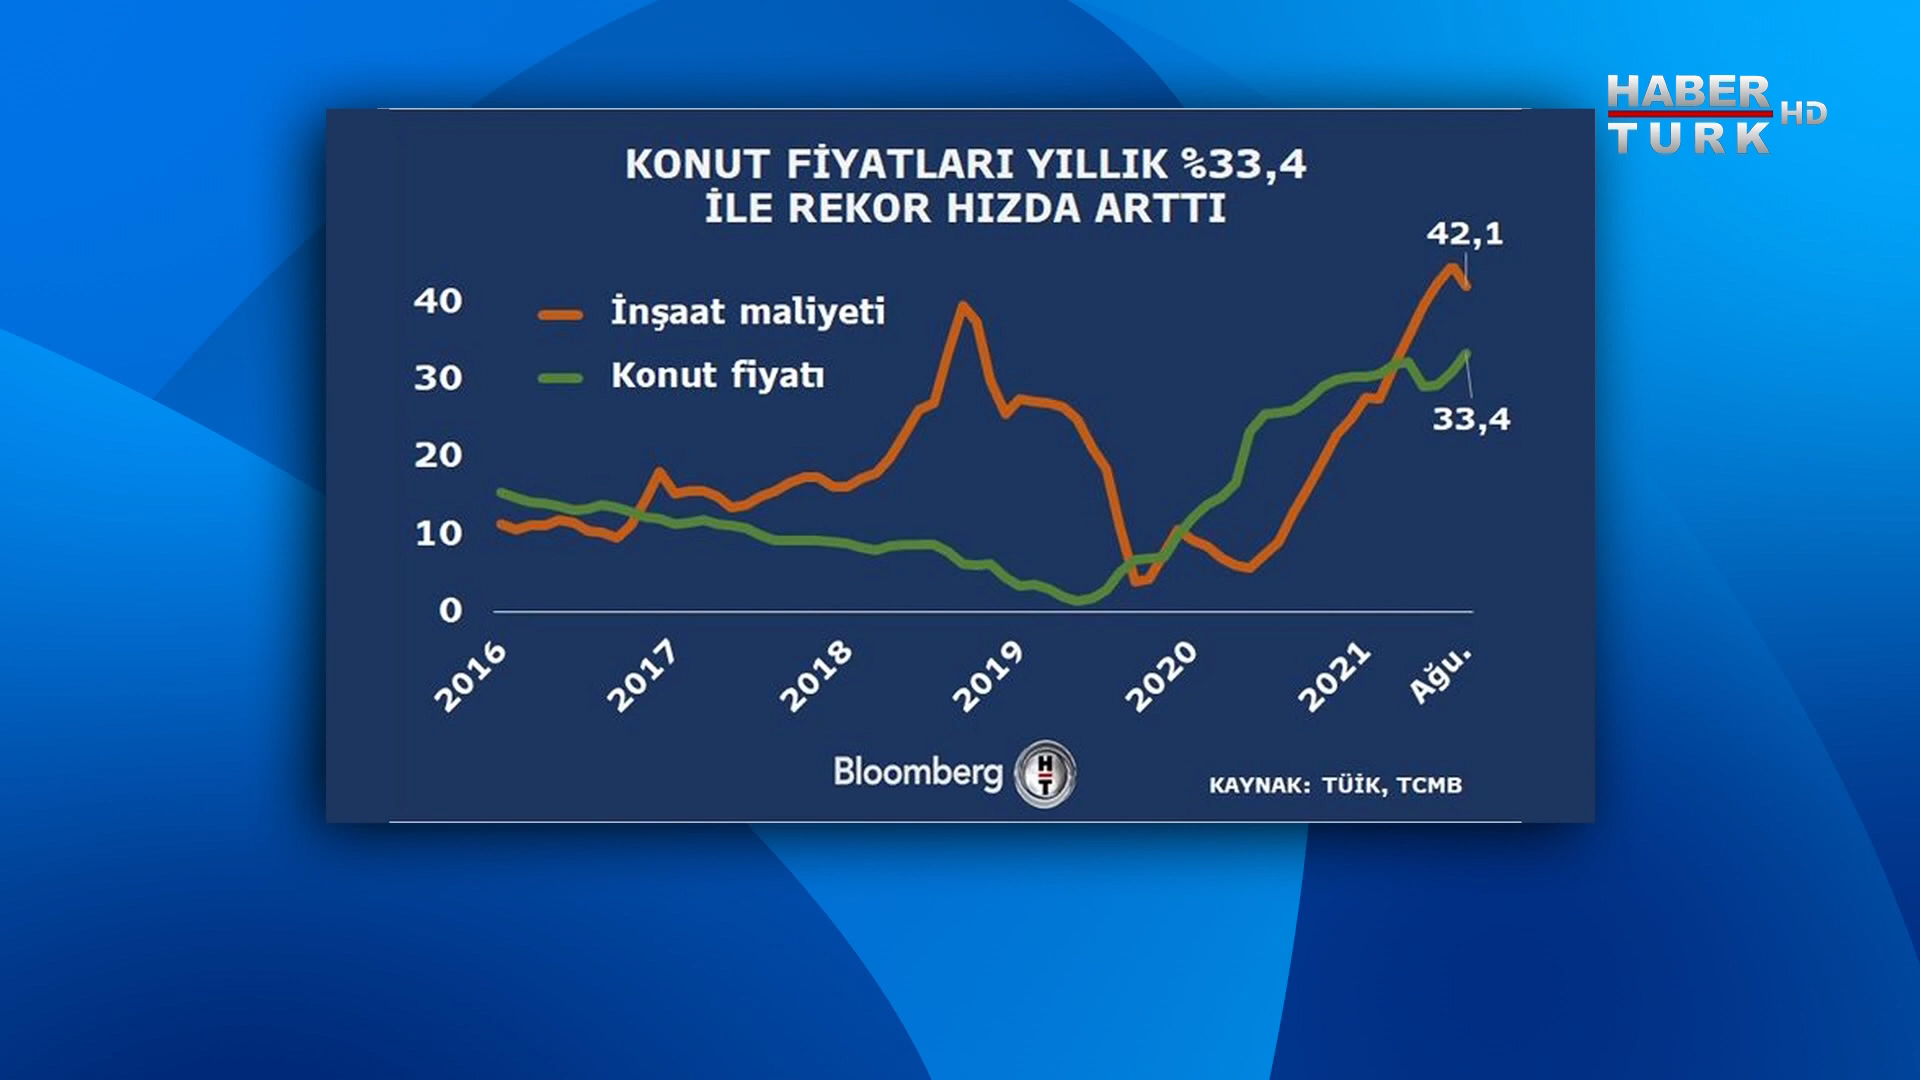 HABER
TURK HD
KONUT FİYATLARI YILLIK %33,4
İLE REKOR HIZDA ARTTI
42,1
40
İnşaat maliyeti
30
Konut fiyatı
33,4
20
10
0
2016
2017
2018
2019
2020
2021
Ağu.
Bloomberg HT
KAYNAK: TÜİK, TCMB